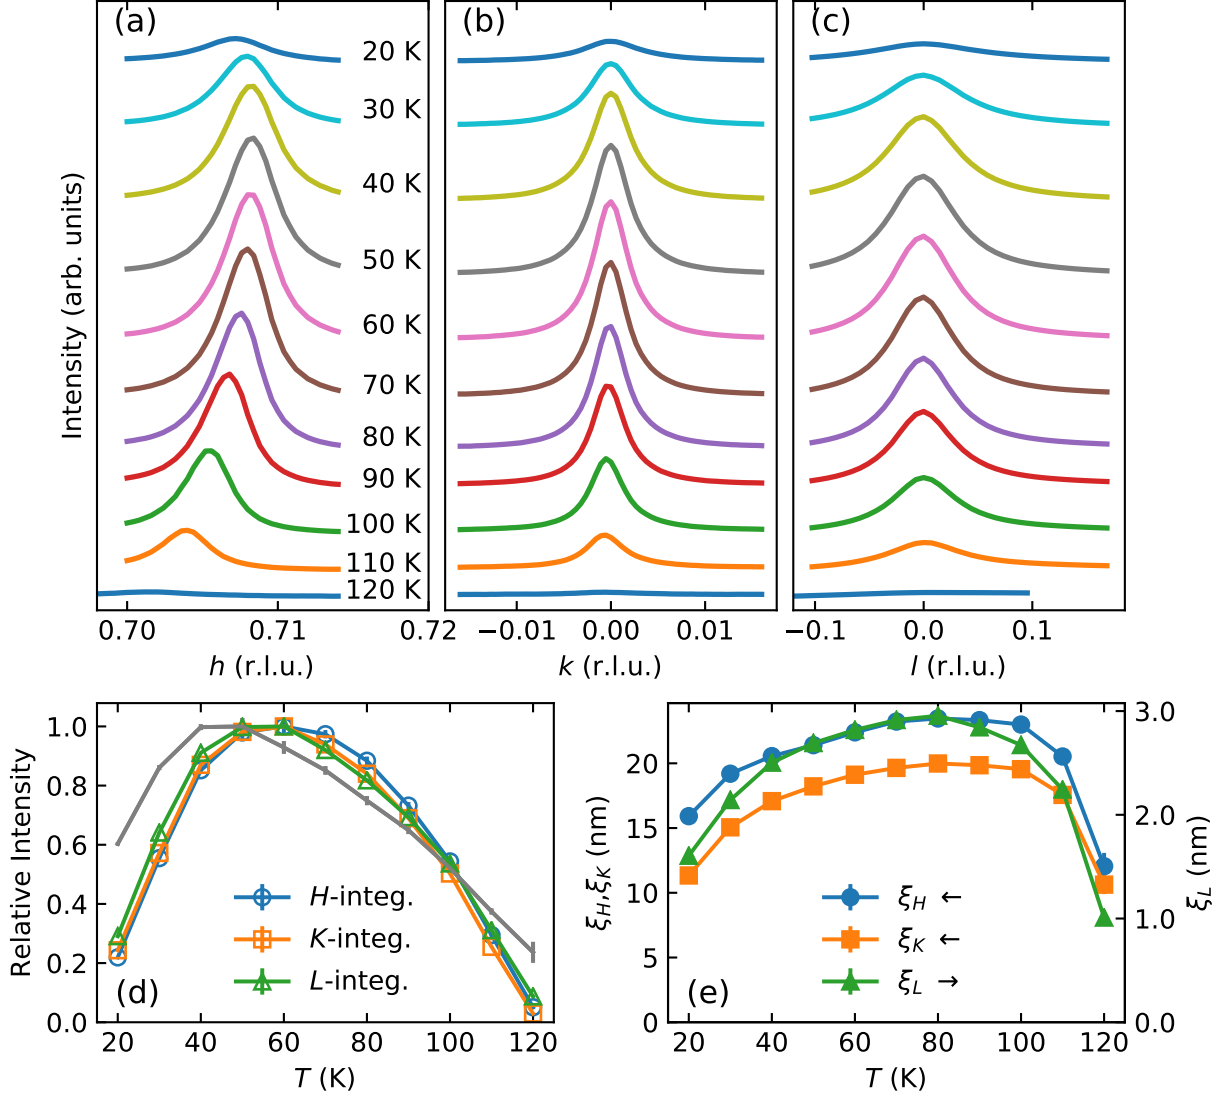 (a)
(b)
(c)
Intensity (arb. units)
20 K
30 K
40 K
50 K
60 K
70 K
80 K
90 K
100 K
110 K
120 K
0.70 0.71 0.72
−0.01 0.00 0.01
−0.1 0.0 0.1
h (r.l.u.)
k (r.l.u.)
l (r.l.u.)
Relative Intensity
1.0
0.8
0.6
0.4
0.2
0.0
H-integ.
K-integ.
L-integ.
(d)
20 40 60 80 100 120
T (K)
ξH,ξK (nm)
20
15
10
5
0
ξH ←
ξK ←
ξL →
(e)
3.0
2.0
1.0
0.0
ξL (nm)
20 40 60 80 100 120
T (K)